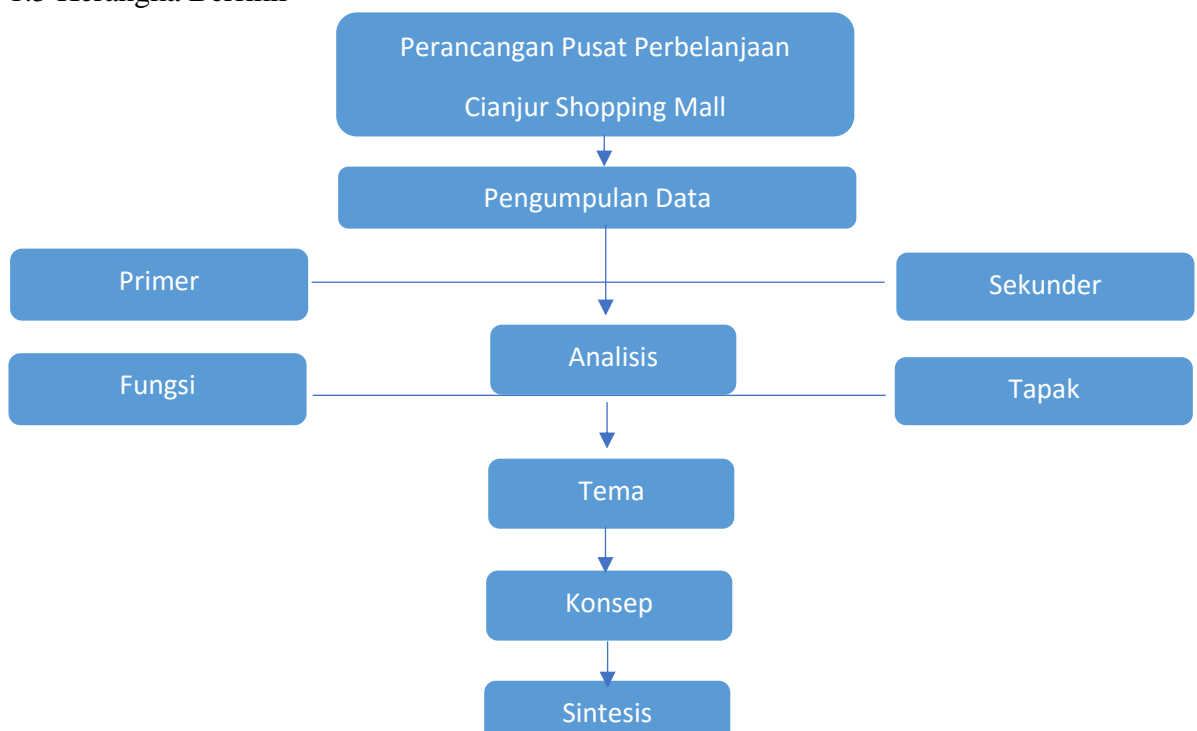 Perancangan Pusat Perbelanjaan
Cianjur Shopping Mall
Pengumpulan Data
Primer
Sekunder
Analisis
Fungsi
Tapak
Tema
Konsep
Sintesis